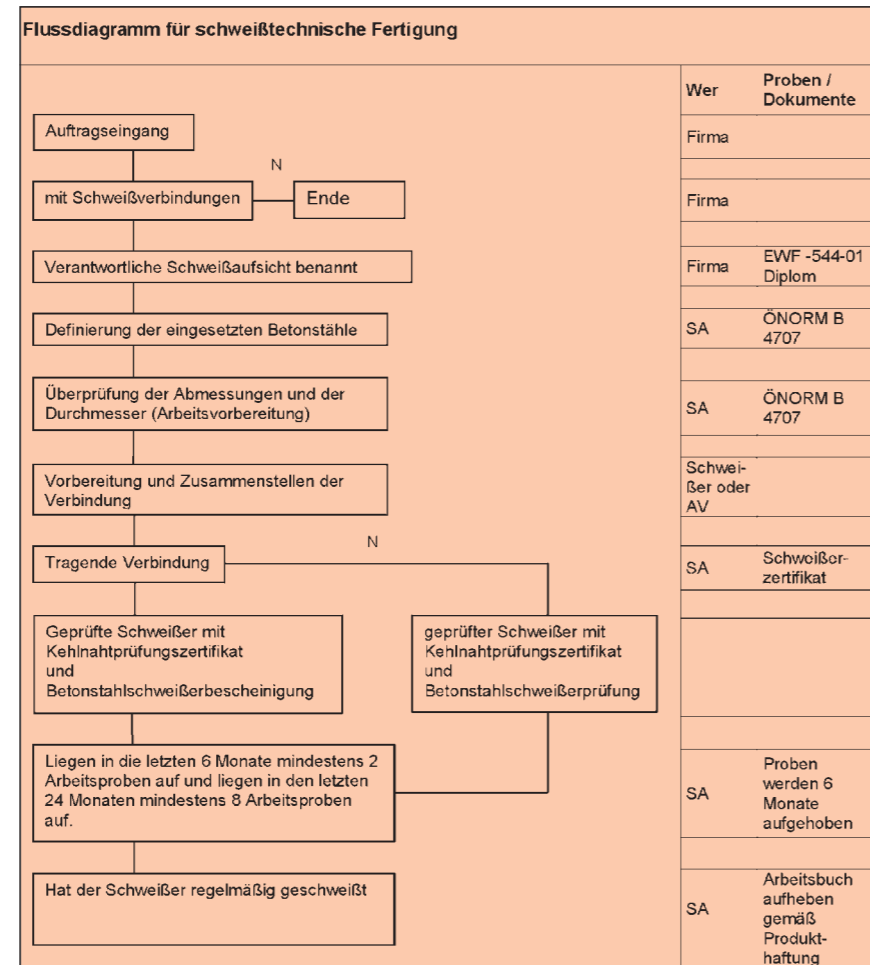 Flussdiagramm für schweißtechnische Fertigung
Wer
Proben /
Dokumente
Auftragseingang
Firma
N
mit Schweißverbindungen
Ende
Firma
Verantwortliche Schweißaufsicht benannt
Firma
EWF -544-01
Diplom
Definierung der eingesetzten Betonstähle
SA
ÖNORM B
4707
Überprüfung der Abmessungen und der
Durchmesser (Arbeitsvorbereitung)
SA
ÖNORM B
4707
Vorbereitung und Zusammenstellen der
Verbindung
Schwei-
ßer oder
AV
N
Tragende Verbindung
SA
Schweißer-
zertifikat
Geprüfte Schweißer mit
Kehlnahtprüfungszertifikat
und
Betonstahlschweißerbescheinigung
geprüfter Schweißer mit
Kehlnahtprüfungszertifikat
und
Betonstahlschweißerprüfung
Liegen in die letzten 6 Monate mindestens 2
Arbeitsproben auf und liegen in den letzten
24 Monaten mindestens 8 Arbeitsproben
auf.
SA
Proben
werden 6
Monate
aufgehoben
Hat der Schweißer regelmäßig geschweißt
SA
Arbeitsbuch
aufheben
gemäß
Produkt-
haftung